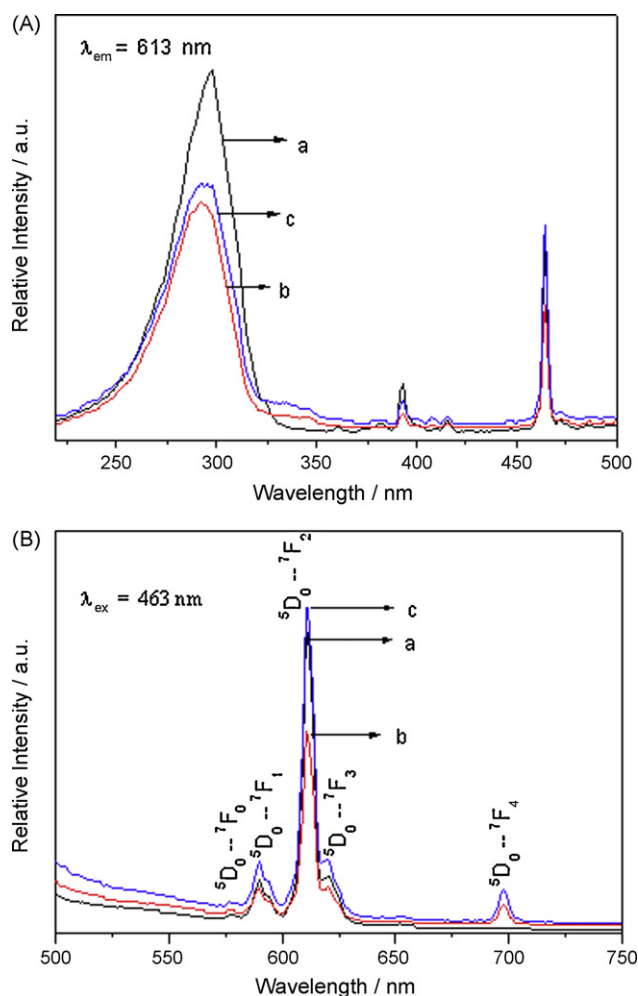 (A)
λem = 613 nm
a
c
b
Relative Intensity / a.u.
250 300 350 400 450 500
Wavelength / nm
(B)
λex = 463 nm
⁵D₀--⁷F₂
c
a
b
⁵D₀--⁷F₀
⁵D₀--⁷F₁
⁵D₀--⁷F₃
⁵D₀--⁷F₄
Relative Intensity / a.u.
500 550 600 650 700 750
Wavelength / nm